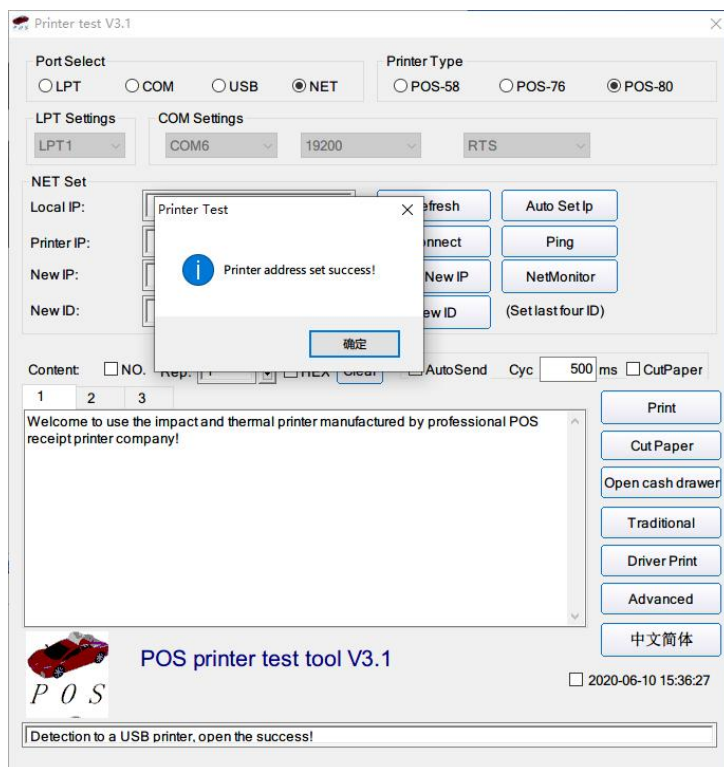 Printer test V3.1
Port Select
LPT COM USB NET
Printer Type
POS-58 POS-76 POS-80
LPT Settings
LPT1
COM Settings
COM6 19200 RTS
NET Set
Local IP:
Printer IP:
New IP:
New ID:
Printer Test
Printer address set success!
确定
efresh Auto Set Ip
nnect Ping
New IP NetMonitor
ew ID (Set last four ID)
Content: NO. Rep: 1 HEX Clear AutoSend Cyc 500 ms CutPaper
1 2 3
Welcome to use the impact and thermal printer manufactured by professional POS
receipt printer company!
Print
Cut Paper
Open cash drawer
Traditional
Driver Print
Advanced
中文简体
POS
POS printer test tool V3.1
2020-06-10 15:36:27
Detection to a USB printer, open the success!